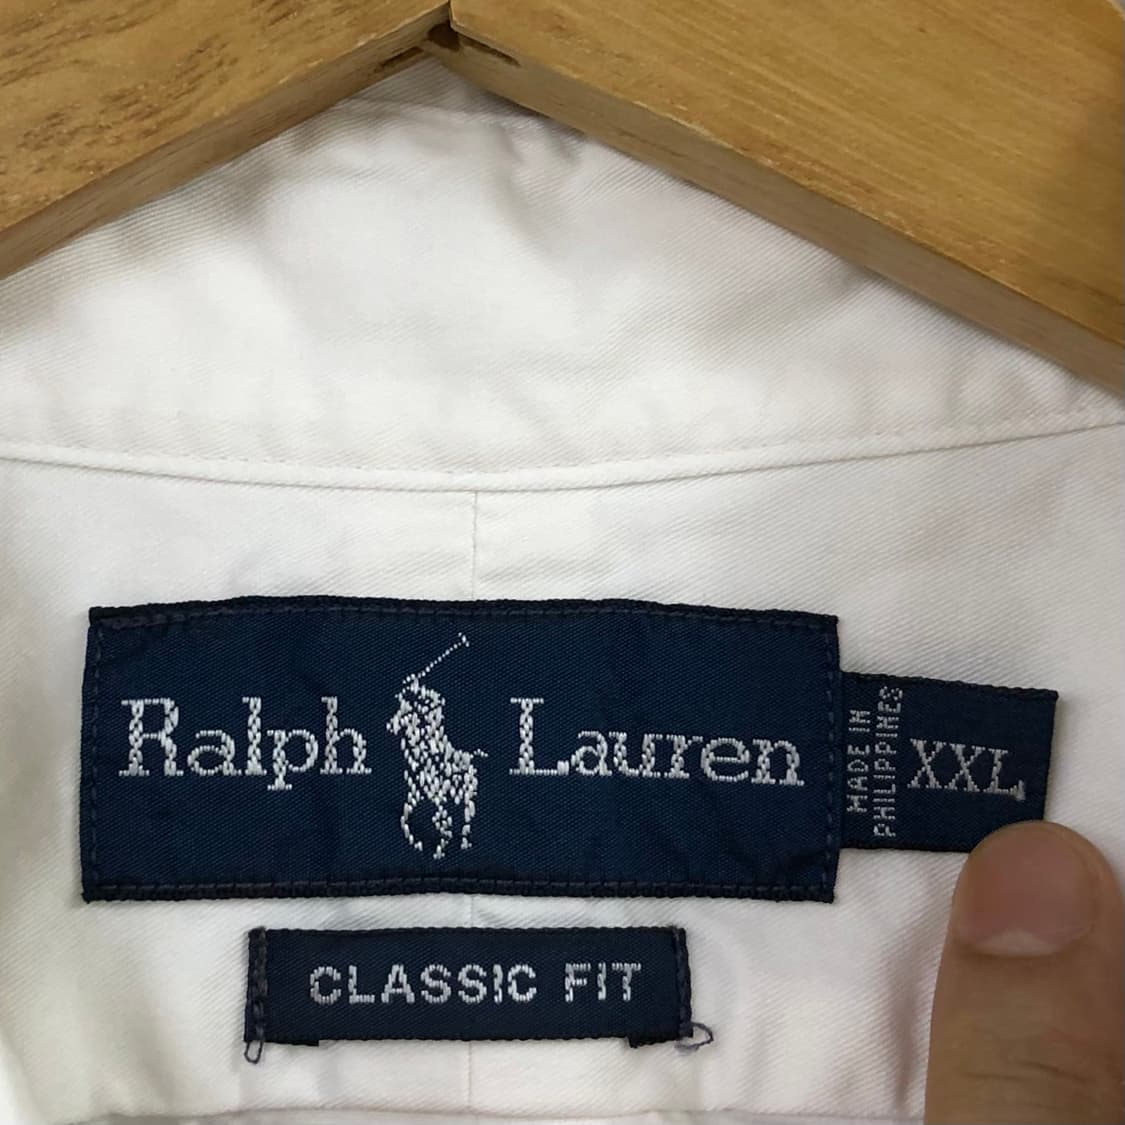 Ralph Lauren
MADE IN
PHILIPPINES
XXL
CLASSIC FIT